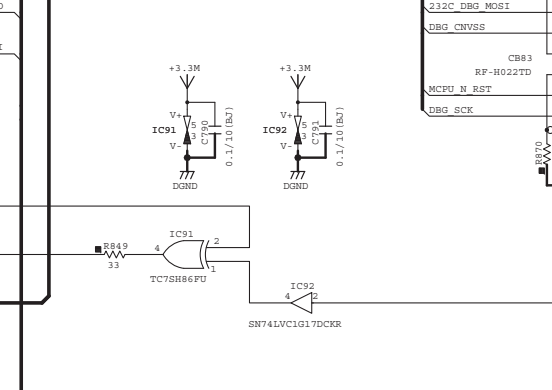 232C_DBG_MOSI
DBG_CNVSS
CB83
RF-H022TD
MCPU_N_RST
DBG_SCK
+3.3M
+3.3M
V+
5
IC91
3
V-
C790
0.1/10(BJ)
V+
5
IC92
3
V-
C791
0.1/10(BJ)
DGND
DGND
R870
IC91
R849
33
4
2
1
TC7SH86FU
IC92
4
2
SN74LVC1G17DCKR